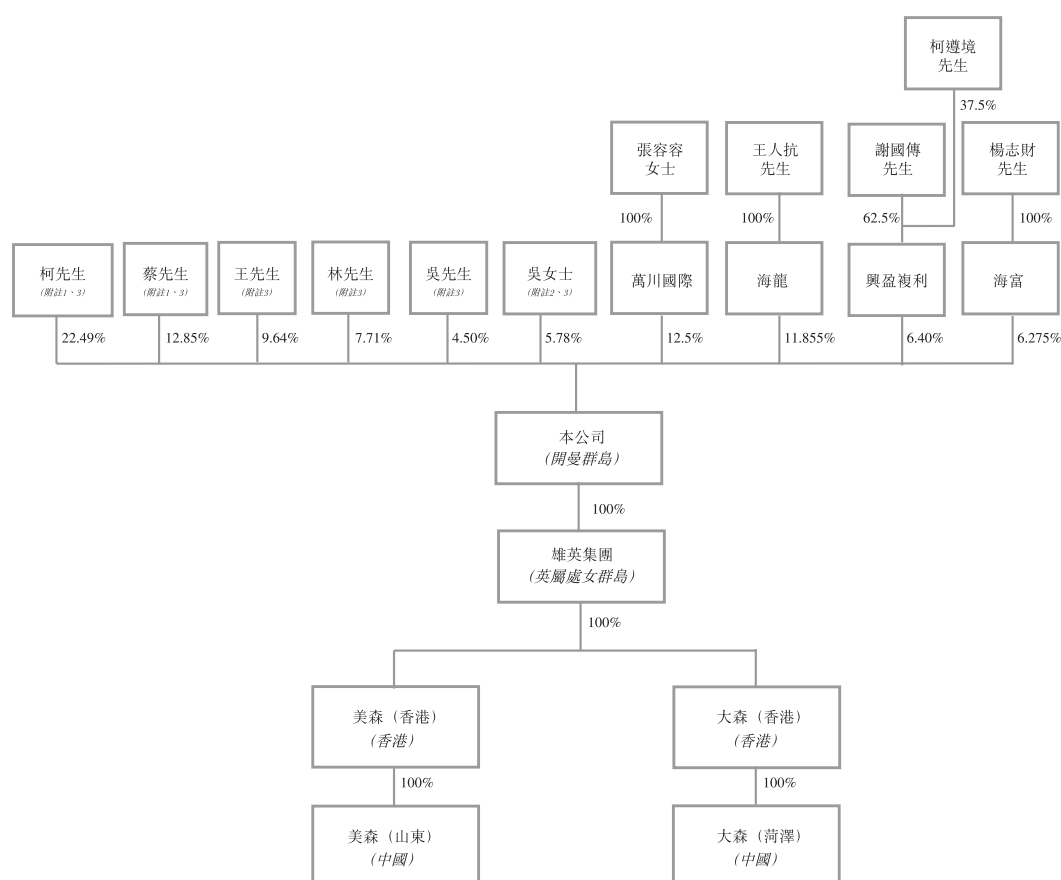 柯遵境
先生
37.5%
張容容
女士
王人抗
先生
謝國傳
先生
楊志財
先生
100%
100%
62.5%
100%
柯先生
(附註1、3)
蔡先生
(附註1、3)
王先生
(附註3)
林先生
(附註3)
吳先生
(附註3)
吳女士
(附註2、3)
萬川國際
海龍
興盈複利
海富
22.49%
12.85%
9.64%
7.71%
4.50%
5.78%
12.5%
11.855%
6.40%
6.275%
本公司
（開曼群島）
100%
雄英集團
（英屬處女群島）
100%
美森（香港）
（香港）
大森（香港）
（香港）
100%
100%
美森（山東）
（中國）
大森（菏澤）
（中國）